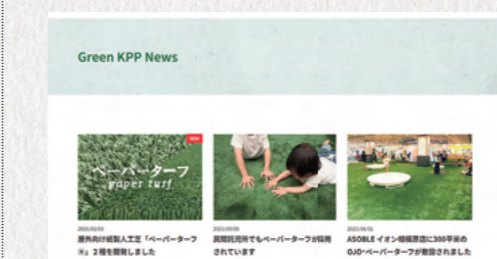 Green KPP News
NEW
ペーパーターフ
paper turf
屋外向け紙製人工芝「ペーパーターフ
®」2種を開発しました
民間託児所でもペーパーターフが採用
されています
ASOBLE イオン相模原店に300平米の
OJO⁺ペーパーターフが敷設されました